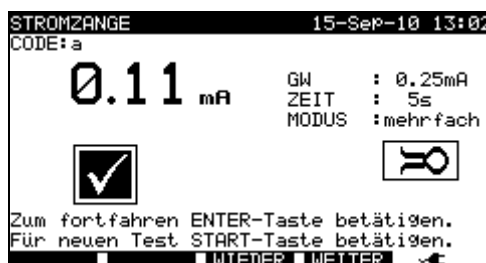 STROMZANGE 15-Sep-10 13:02
CODE:a
0.11 mA
GW : 0.25mA
ZEIT : 5s
MODUS :mehrfach
Zum fortfahren ENTER-Taste betätigen.
Für neuen Test START-Taste betätigen.
WIEDER WEITER